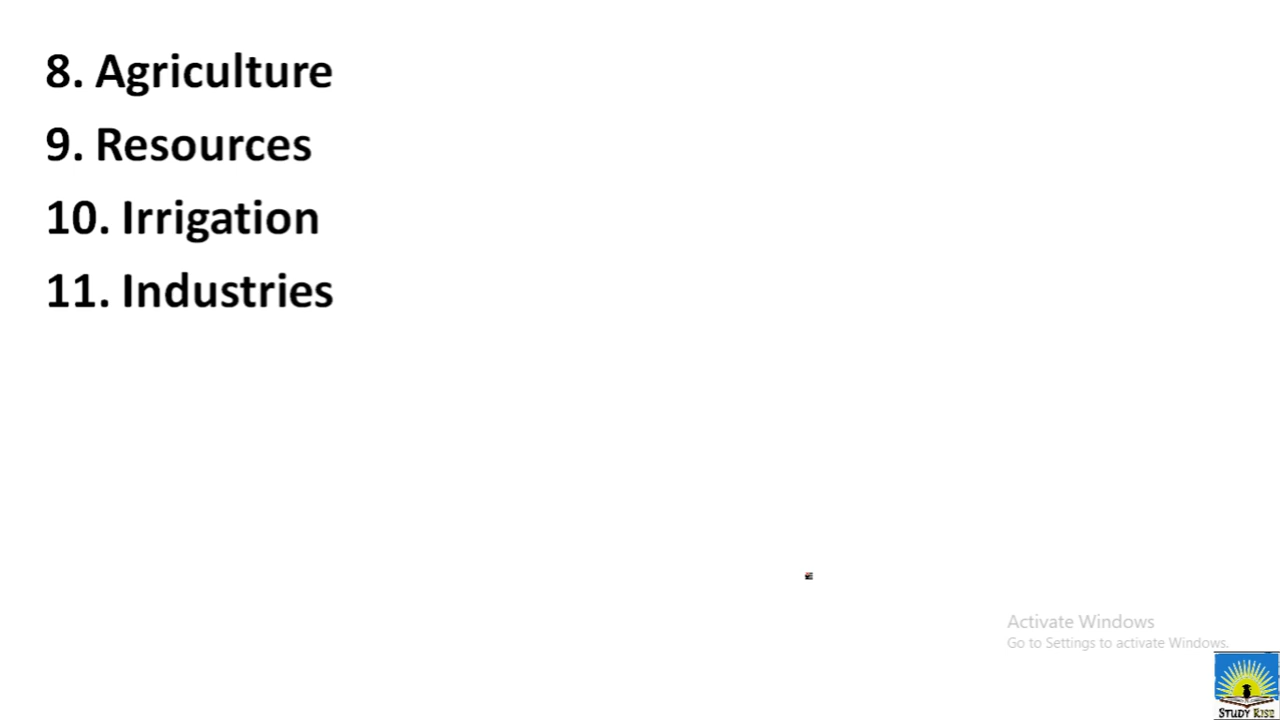 8. Agriculture
9. Resources
10. Irrigation
11. Industries
Activate Windows
Go to Settings to activate Windows.
STUDY RISE